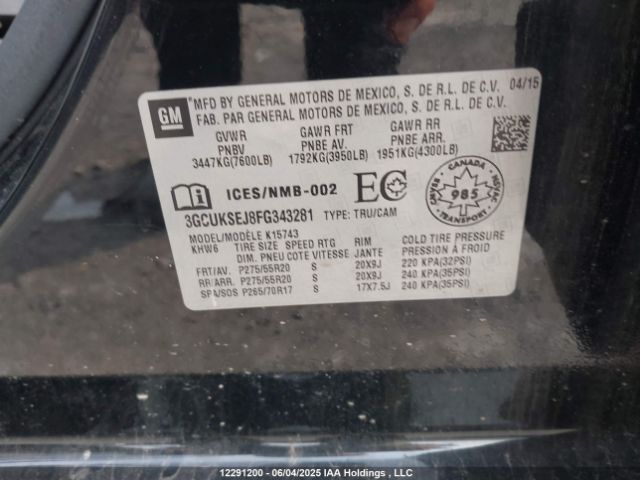 GM
MFD BY GENERAL MOTORS DE MEXICO, S. DE R.L. DE C.V. 04/15
FAB. PAR GENERAL MOTORS DE MEXICO, S. DE R.L. DE C.V.
GVWR GAWR FRT GAWR RR
PNBV PNBE AV. PNBE ARR.
3447KG(7600LB) 1792KG(3950LB) 1951KG(4300LB)
ICES/NMB-002 EC
CANADA
985
3GCUKSEJ8FG343281 TYPE: TRU/CAM
MODEL/MODÈLE K15743
KHW6 TIRE SIZE SPEED RTG RIM COLD TIRE PRESSURE
DIM. PNEU COTE VITESSE JANTE PRESSION À FROID
FRT/AV P275/55R20 S 20X9J 220 KPA(32PSI)
RR/ARR. P275/55R20 S 20X9J 240 KPA(35PSI)
SPA/SDS P265/70R17 S 17X7.5J 240 KPA(35PSI)
12291200 - 06/04/2025 IAA Holdings , LLC